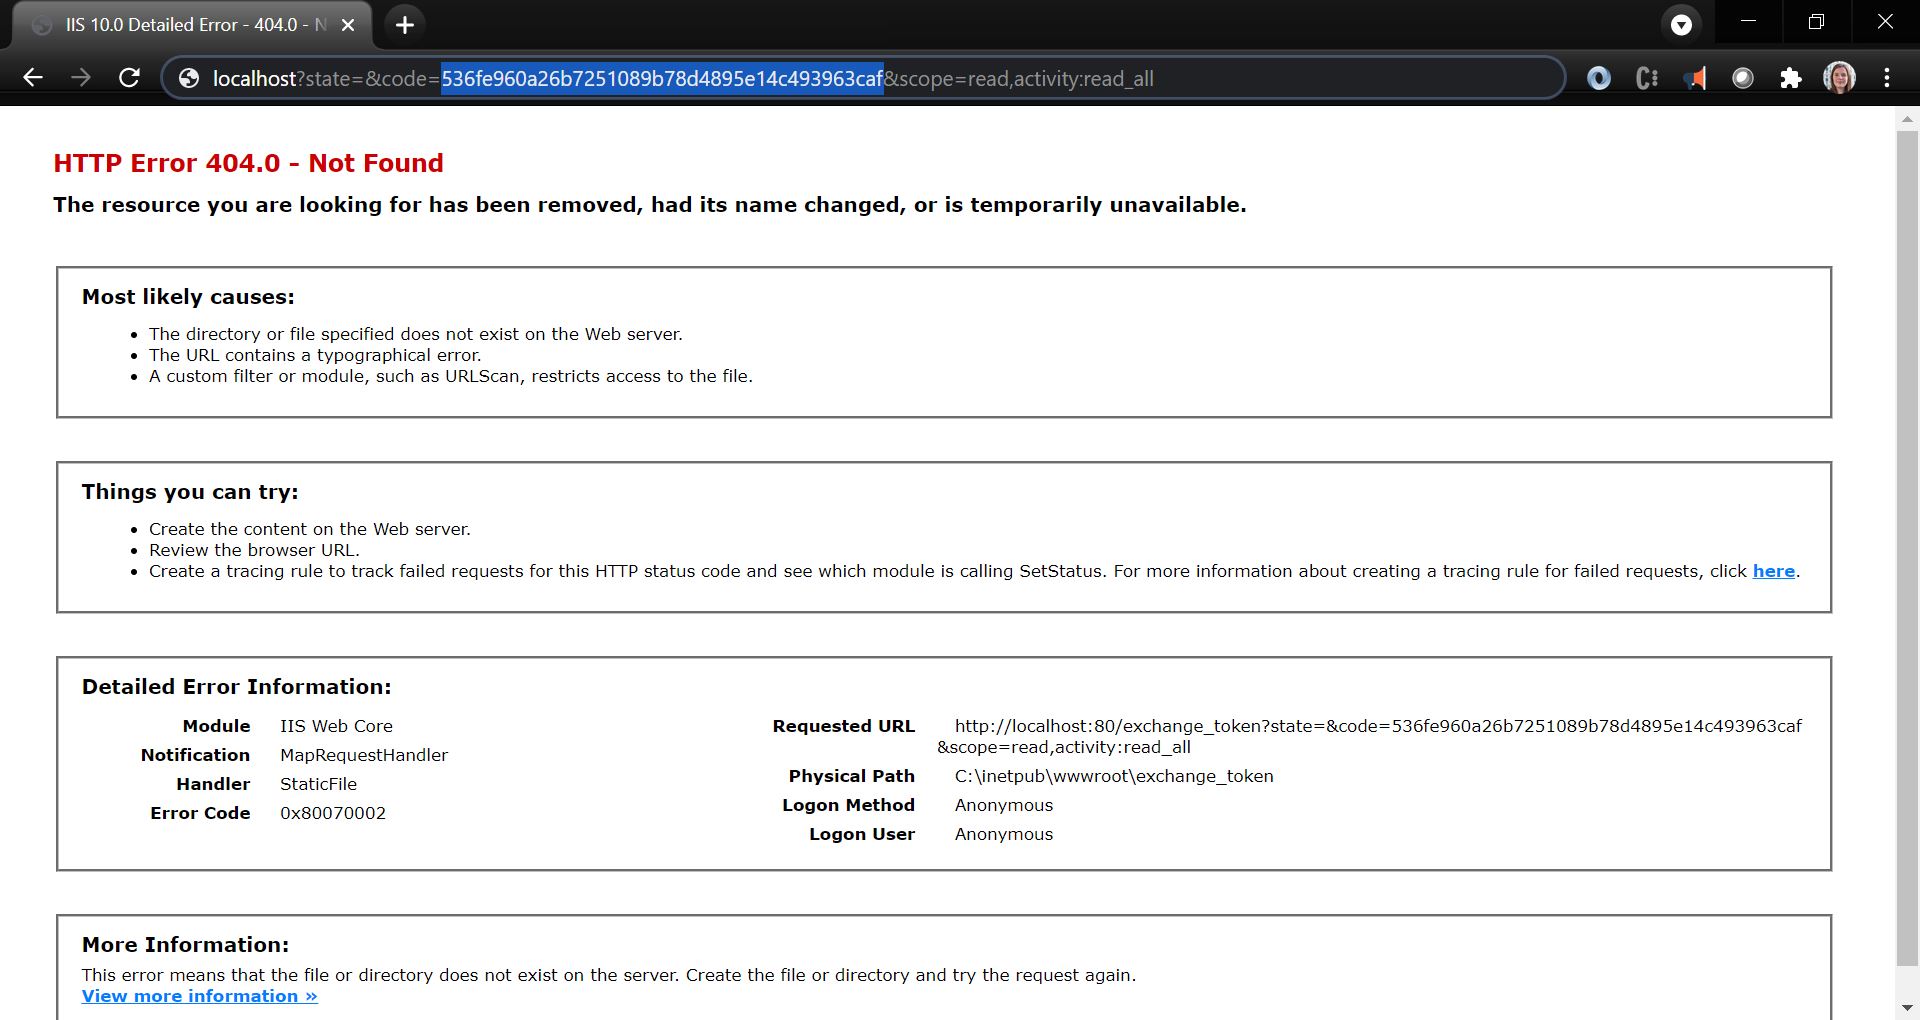 IIS 10.0 Detailed Error - 404.0 - N
localhost?state=&code=536fe960a26b7251089b78d4895e14c493963caf&scope=read,activity:read_all
HTTP Error 404.0 - Not Found
The resource you are looking for has been removed, had its name changed, or is temporarily unavailable.
Most likely causes:
• The directory or file specified does not exist on the Web server.
• The URL contains a typographical error.
• A custom filter or module, such as URLScan, restricts access to the file.
Things you can try:
• Create the content on the Web server.
• Review the browser URL.
• Create a tracing rule to track failed requests for this HTTP status code and see which module is calling SetStatus. For more information about creating a tracing rule for failed requests, click here.
Detailed Error Information:
Module IIS Web Core
Notification MapRequestHandler
Handler StaticFile
Error Code 0x80070002
Requested URL http://localhost:80/exchange_token?state=&code=536fe960a26b7251089b78d4895e14c493963caf
&scope=read,activity:read_all
Physical Path C:\inetpub\wwwroot\exchange_token
Logon Method Anonymous
Logon User Anonymous
More Information:
This error means that the file or directory does not exist on the server. Create the file or directory and try the request again.
View more information »